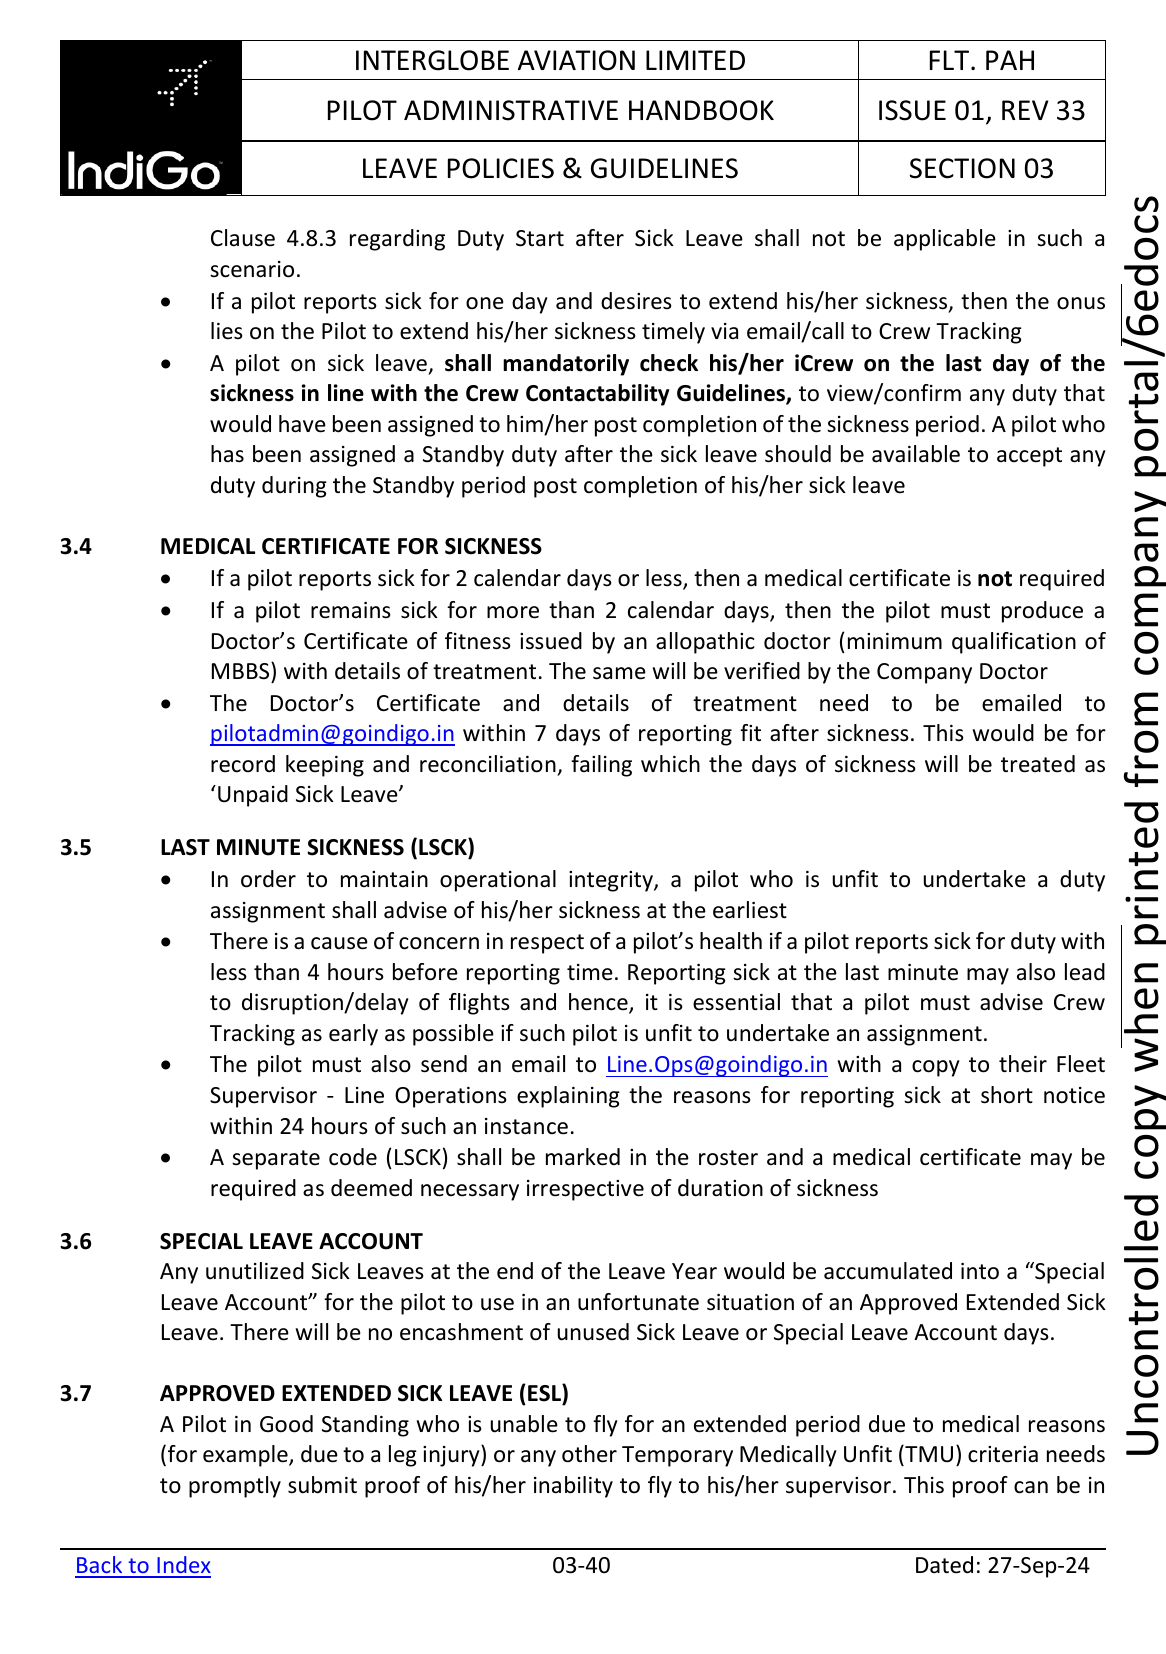 INTERGLOBE AVIATION LIMITED
FLT. PAH
PILOT ADMINISTRATIVE HANDBOOK
ISSUE 01, REV 33
IndiGo
LEAVE POLICIES & GUIDELINES
SECTION 03
Clause 4.8.3 regarding Duty Start after Sick Leave shall not be applicable in such a
scenario.
• If a pilot reports sick for one day and desires to extend his/her sickness, then the onus
lies on the Pilot to extend his/her sickness timely via email/call to Crew Tracking
• A pilot on sick leave, shall mandatorily check his/her iCrew on the last day of the
sickness in line with the Crew Contactability Guidelines, to view/confirm any duty that
would have been assigned to him/her post completion of the sickness period. A pilot who
has been assigned a Standby duty after the sick leave should be available to accept any
duty during the Standby period post completion of his/her sick leave
3.4 MEDICAL CERTIFICATE FOR SICKNESS
• If a pilot reports sick for 2 calendar days or less, then a medical certificate is not required
• If a pilot remains sick for more than 2 calendar days, then the pilot must produce a
Doctor’s Certificate of fitness issued by an allopathic doctor (minimum qualification of
MBBS) with details of treatment. The same will be verified by the Company Doctor
• The Doctor’s Certificate and details of treatment need to be emailed to
pilotadmin@goindigo.in within 7 days of reporting fit after sickness. This would be for
record keeping and reconciliation, failing which the days of sickness will be treated as
‘Unpaid Sick Leave’
3.5 LAST MINUTE SICKNESS (LSCK)
• In order to maintain operational integrity, a pilot who is unfit to undertake a duty
assignment shall advise of his/her sickness at the earliest
• There is a cause of concern in respect of a pilot’s health if a pilot reports sick for duty with
less than 4 hours before reporting time. Reporting sick at the last minute may also lead
to disruption/delay of flights and hence, it is essential that a pilot must advise Crew
Tracking as early as possible if such pilot is unfit to undertake an assignment.
• The pilot must also send an email to Line.Ops@goindigo.in with a copy to their Fleet
Supervisor - Line Operations explaining the reasons for reporting sick at short notice
within 24 hours of such an instance.
• A separate code (LSCK) shall be marked in the roster and a medical certificate may be
required as deemed necessary irrespective of duration of sickness
3.6 SPECIAL LEAVE ACCOUNT
Any unutilized Sick Leaves at the end of the Leave Year would be accumulated into a “Special
Leave Account” for the pilot to use in an unfortunate situation of an Approved Extended Sick
Leave. There will be no encashment of unused Sick Leave or Special Leave Account days.
3.7 APPROVED EXTENDED SICK LEAVE (ESL)
A Pilot in Good Standing who is unable to fly for an extended period due to medical reasons
(for example, due to a leg injury) or any other Temporary Medically Unfit (TMU) criteria needs
to promptly submit proof of his/her inability to fly to his/her supervisor. This proof can be in
Back to Index
03-40
Dated: 27-Sep-24
Uncontrolled copy when printed from company portal/6edocs